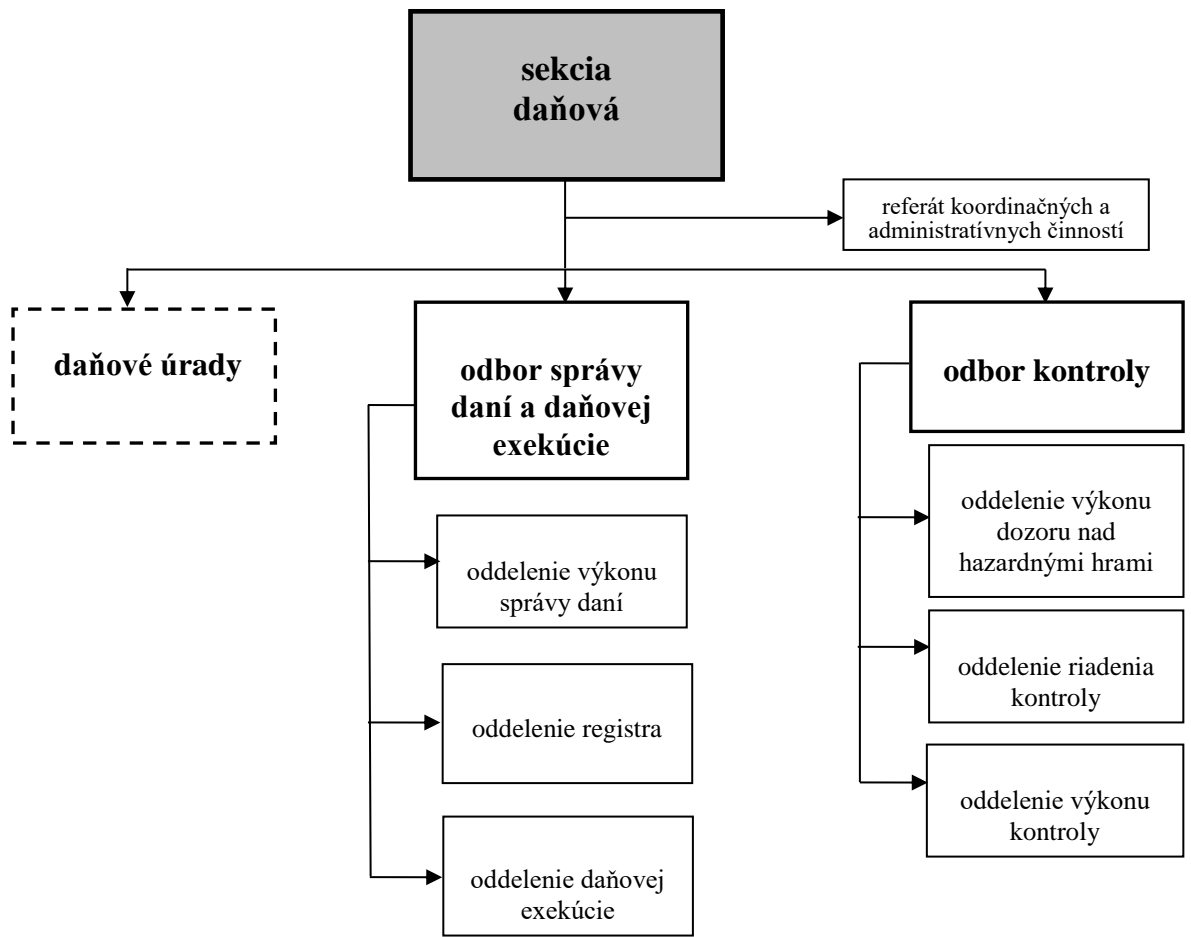 sekcia
daňová
referát koordinačných a
administratívnych činností
daňové úrady
odbor správy
daní a daňovej
exekúcie
odbor kontroly
oddelenie výkonu
správy daní
oddelenie registra
oddelenie daňovej
exekúcie
oddelenie výkonu
dozoru nad
hazardnými hrami
oddelenie riadenia
kontroly
oddelenie výkonu
kontroly